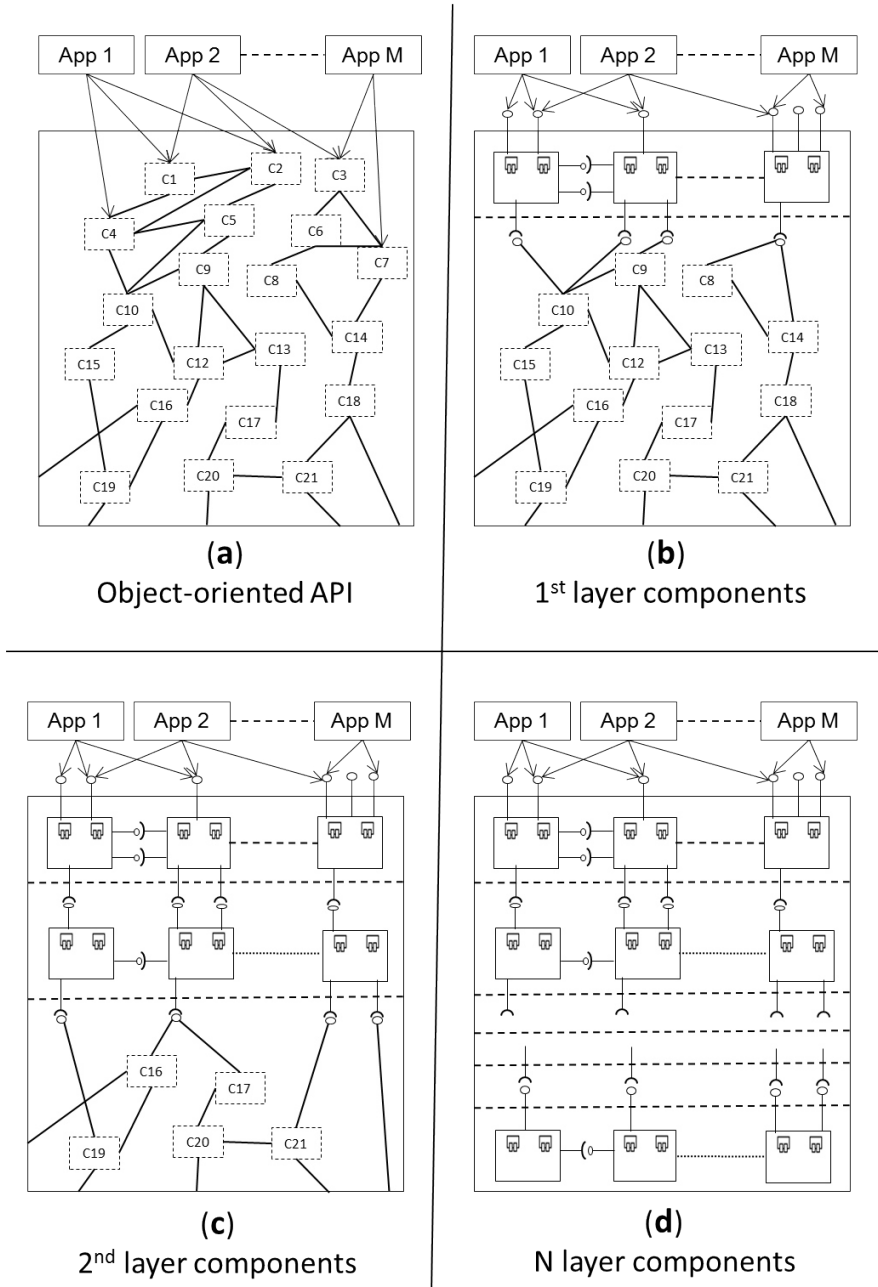 App 1 App 2 App M
C1 C2 C3
C4 C5 C6 C7
C10 C9 C8
C15 C12 C13 C14
C16 C17 C18
C19 C20 C21
(a)
Object-oriented API
App 1 App 2 App M
C10 C9 C8
C15 C12 C13 C14
C16 C17 C18
C19 C20 C21
(b)
1st layer components
App 1 App 2 App M
C16 C17
C19 C20 C21
(c)
2nd layer components
App 1 App 2 App M
(d)
N layer components